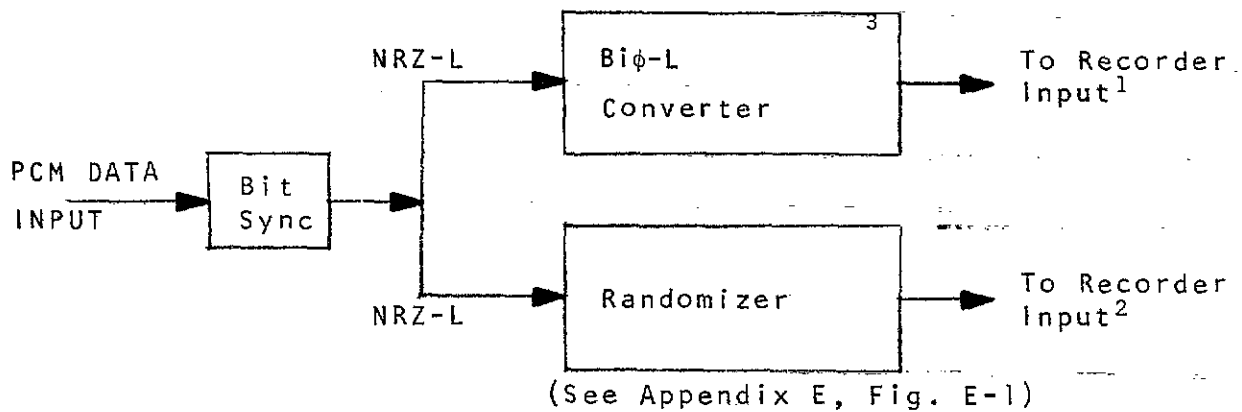 3
NRZ-L
Biϕ-L
Converter
To Recorder
Input¹
PCM DATA
INPUT
Bit
Sync
NRZ-L
Randomizer
To Recorder
Input²
(See Appendix E, Fig. E-1)